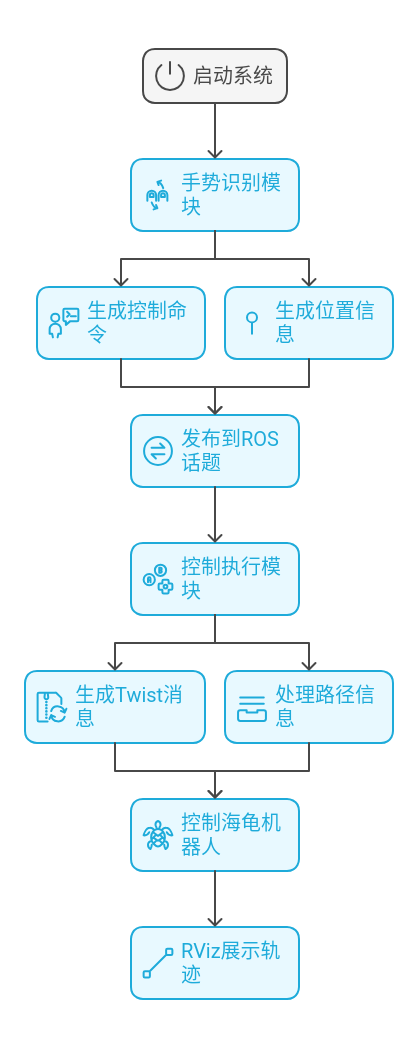 启动系统
手势识别模
块
生成控制命
令
生成位置信
息
发布到ROS
话题
控制执行模
块
生成Twist消
息
处理路径信
息
控制海龟机
器人
RViz展示轨
迹